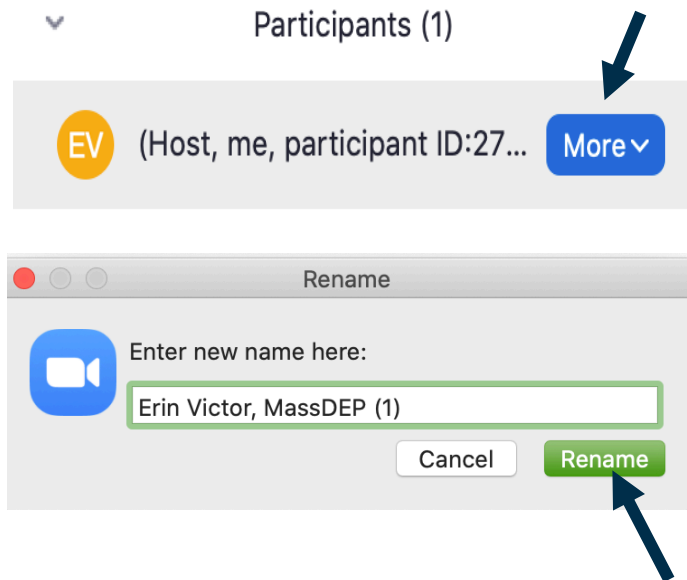 Participants (1)
EV (Host, me, participant ID:27... More
Rename
Enter new name here:
Erin Victor, MassDEP (1)
Cancel Rename